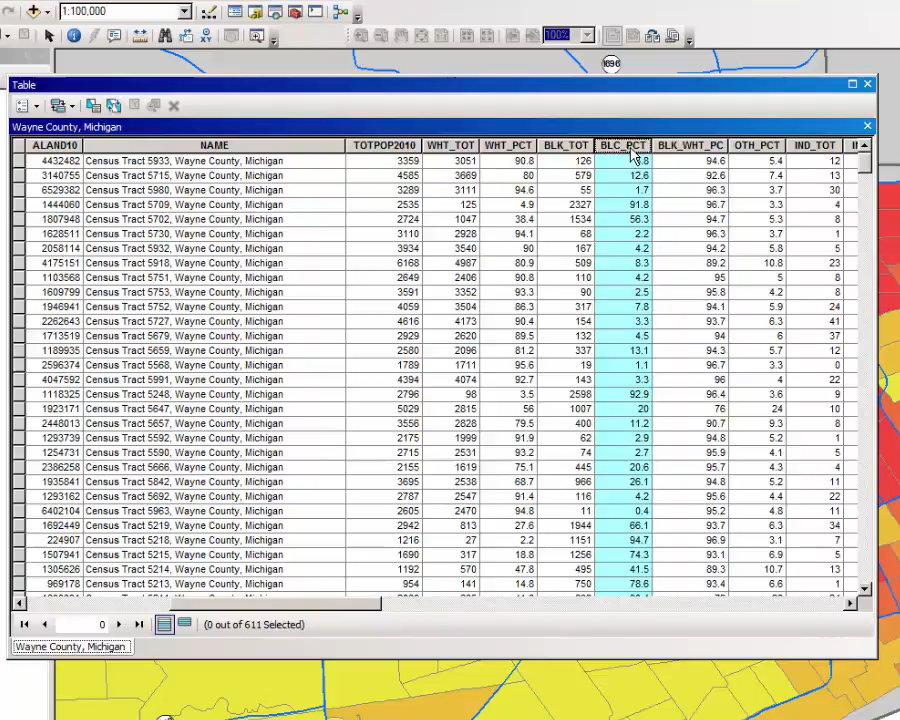 1:100,000
100%
696
Table
Wayne County, Michigan
ALAND10 NAME TOTPOP2010 WHT_TOT WHT_PCT BLK_TOT BLC_PCT BLK_WHT_PC OTH_PCT IND_TOT
4432482 Census Tract 5933, Wayne County, Michigan 3359 3051 90.8 126 .8 94.6 5.4 12
3140755 Census Tract 5715, Wayne County, Michigan 4585 3669 80 579 12.6 92.6 7.4 13
6529382 Census Tract 5980, Wayne County, Michigan 3289 3111 94.6 55 1.7 96.3 3.7 30
1444060 Census Tract 5709, Wayne County, Michigan 2535 125 4.9 2327 91.8 96.7 3.3 4
1807948 Census Tract 5702, Wayne County, Michigan 2724 1047 38.4 1534 56.3 94.7 5.3 8
1628511 Census Tract 5730, Wayne County, Michigan 3110 2928 94.1 68 2.2 96.3 3.7 1
2058114 Census Tract 5932, Wayne County, Michigan 3934 3540 90 167 4.2 94.2 5.8 5
4175151 Census Tract 5918, Wayne County, Michigan 6168 4987 80.9 509 8.3 89.2 10.8 23
1103568 Census Tract 5751, Wayne County, Michigan 2649 2406 90.8 110 4.2 95 5 8
1609799 Census Tract 5753, Wayne County, Michigan 3591 3352 93.3 90 2.5 95.8 4.2 8
1946941 Census Tract 5752, Wayne County, Michigan 4059 3504 86.3 317 7.8 94.1 5.9 24
2262643 Census Tract 5727, Wayne County, Michigan 4616 4173 90.4 154 3.3 93.7 6.3 41
1713519 Census Tract 5679, Wayne County, Michigan 2929 2620 89.5 132 4.5 94 6 37
1189935 Census Tract 5659, Wayne County, Michigan 2580 2096 81.2 337 13.1 94.3 5.7 12
2596374 Census Tract 5568, Wayne County, Michigan 1789 1711 95.6 19 1.1 96.7 3.3 0
4047592 Census Tract 5991, Wayne County, Michigan 4394 4074 92.7 143 3.3 96 4 22
1118325 Census Tract 5248, Wayne County, Michigan 2796 98 3.5 2598 92.9 96.4 3.6 9
1923171 Census Tract 5647, Wayne County, Michigan 5029 2815 56 1007 20 76 24 10
2448013 Census Tract 5657, Wayne County, Michigan 3556 2828 79.5 400 11.2 90.7 9.3 8
1293739 Census Tract 5592, Wayne County, Michigan 2175 1999 91.9 62 2.9 94.8 5.2 1
1254731 Census Tract 5590, Wayne County, Michigan 2715 2531 93.2 74 2.7 95.9 4.1 5
2386258 Census Tract 5666, Wayne County, Michigan 2155 1619 75.1 445 20.6 95.7 4.3 4
1935841 Census Tract 5842, Wayne County, Michigan 3695 2538 68.7 966 26.1 94.8 5.2 11
1293162 Census Tract 5692, Wayne County, Michigan 2787 2547 91.4 116 4.2 95.6 4.4 22
6402104 Census Tract 5963, Wayne County, Michigan 2605 2470 94.8 11 0.4 95.2 4.8 11
1692449 Census Tract 5219, Wayne County, Michigan 2942 813 27.6 1944 66.1 93.7 6.3 34
224907 Census Tract 5218, Wayne County, Michigan 1216 27 2.2 1151 94.7 96.9 3.1 7
1507941 Census Tract 5215, Wayne County, Michigan 1690 317 18.8 1256 74.3 93.1 6.9 5
1305626 Census Tract 5214, Wayne County, Michigan 1192 570 47.8 495 41.5 89.3 10.7 13
969178 Census Tract 5213, Wayne County, Michigan 954 141 14.8 750 78.6 93.4 6.6 1
0 (0 out of 611 Selected)
Wayne County, Michigan